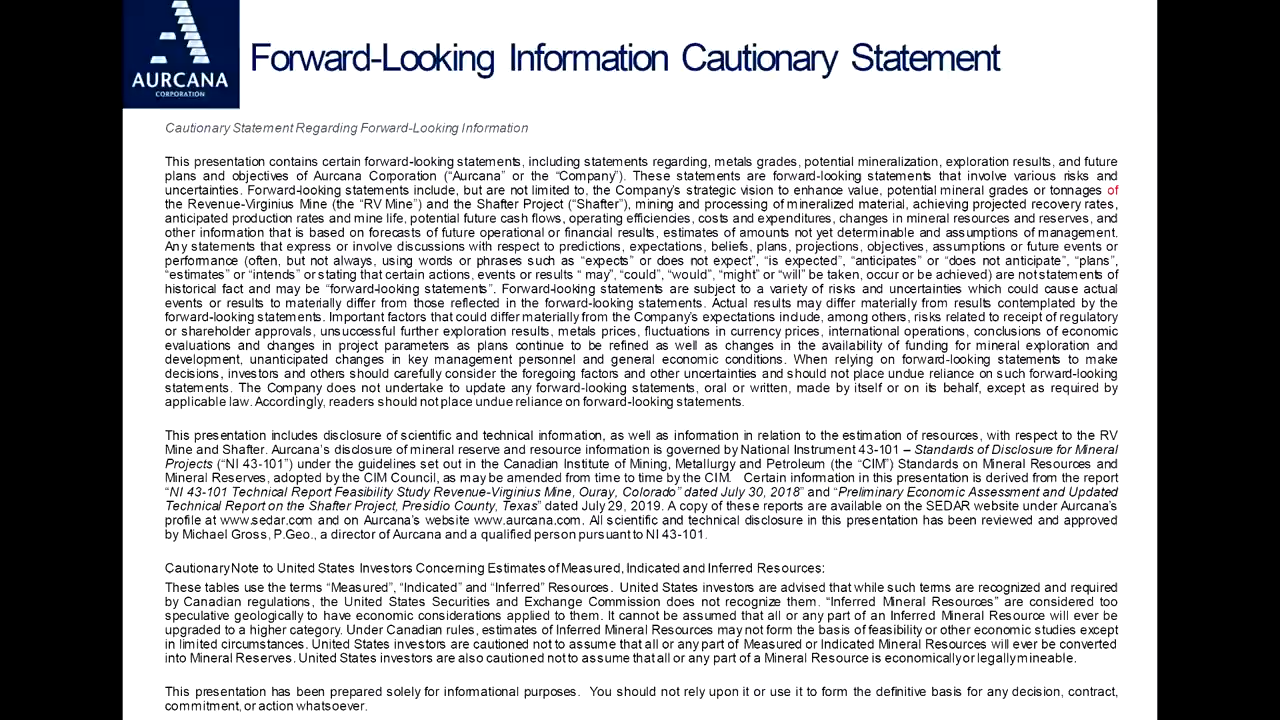 AURCANA
CORPORATION
Forward-Looking Information Cautionary Statement
Cautionary Statement Regarding Forward-Looking Information
This presentation contains certain forward-looking statements, including statements regarding, metals grades, potential mineralization, exploration results, and future
plans and objectives of Aurcana Corporation (“Aurcana” or the “Company”). These statements are forward-looking statements that involve various risks and
uncertainties. Forward-looking statements include, but are not limited to, the Company’s strategic vision to enhance value, potential mineral grades or tonnages of
the Revenue-Virginius Mine (the “RV Mine”) and the Shafter Project (“Shafter”), mining and processing of mineralized material, achieving projected recovery rates,
anticipated production rates and mine life, potential future cash flows, operating efficiencies, costs and expenditures, changes in mineral resources and reserves, and
other information that is based on forecasts of future operational or financial results, estimates of amounts not yet determinable and assumptions of management.
Any statements that express or involve discussions with respect to predictions, expectations, beliefs, plans, projections, objectives, assumptions or future events or
performance (often, but not always, using words or phrases such as “expects” or “does not expect”, “is expected”, “anticipates” or “does not anticipate”, “plans”,
“estimates” or “intends” or stating that certain actions, events or results “ may”, “could”, “would”, “might” or “will” be taken, occur or be achieved) are not statements of
historical fact and may be “forward-looking statements”. Forward-looking statements are subject to a variety of risks and uncertainties which could cause actual
events or results to materially differ from those reflected in the forward-looking statements. Actual results may differ materially from results contemplated by the
forward-looking statements. Important factors that could differ materially from the Company’s expectations include, among others, risks related to receipt of regulatory
or shareholder approvals, unsuccessful further exploration results, metals prices, fluctuations in currency prices, international operations, conclusions of economic
evaluations and changes in project parameters as plans continue to be refined as well as changes in the availability of funding for mineral exploration and
development, unanticipated changes in key management personnel and general economic conditions. When relying on forward-looking statements to make
decisions, investors and others should carefully consider the foregoing factors and other uncertainties and should not place undue reliance on such forward-looking
statements. The Company does not undertake to update any forward-looking statements, oral or written, made by itself or on its behalf, except as required by
applicable law. Accordingly, readers should not place undue reliance on forward-looking statements.
This presentation includes disclosure of scientific and technical information, as well as information in relation to the estimation of resources, with respect to the RV
Mine and Shafter. Aurcana’s disclosure of mineral reserve and resource information is governed by National Instrument 43-101 – Standards of Disclosure for Mineral
Projects (“NI 43-101”) under the guidelines set out in the Canadian Institute of Mining, Metallurgy and Petroleum (the “CIM”) Standards on Mineral Resources and
Mineral Reserves, adopted by the CIM Council, as may be amended from time to time by the CIM. Certain information in this presentation is derived from the report
“NI 43-101 Technical Report Feasibility Study Revenue-Virginius Mine, Ouray, Colorado” dated July 30, 2018” and “Preliminary Economic Assessment and Updated
Technical Report on the Shafter Project, Presidio County, Texas” dated July 29, 2019. A copy of these reports are available on the SEDAR website under Aurcana’s
profile at www.sedar.com and on Aurcana’s website www.aurcana.com. All scientific and technical disclosure in this presentation has been reviewed and approved
by Michael Gross, P.Geo., a director of Aurcana and a qualified person pursuant to NI 43-101.
Cautionary Note to United States Investors Concerning Estimates of Measured, Indicated and Inferred Resources:
These tables use the terms “Measured”, “Indicated” and “Inferred” Resources. United States investors are advised that while such terms are recognized and required
by Canadian regulations, the United States Securities and Exchange Commission does not recognize them. “Inferred Mineral Resources” are considered too
speculative geologically to have economic considerations applied to them. It cannot be assumed that all or any part of an Inferred Mineral Resource will ever be
upgraded to a higher category. Under Canadian rules, estimates of Inferred Mineral Resources may not form the basis of feasibility or other economic studies except
in limited circumstances. United States investors are cautioned not to assume that all or any part of Measured or Indicated Mineral Resources will ever be converted
into Mineral Reserves. United States investors are also cautioned not to assume that all or any part of a Mineral Resource is economically or legally mineable.
This presentation has been prepared solely for informational purposes. You should not rely upon it or use it to form the definitive basis for any decision, contract,
commitment, or action whatsoever.